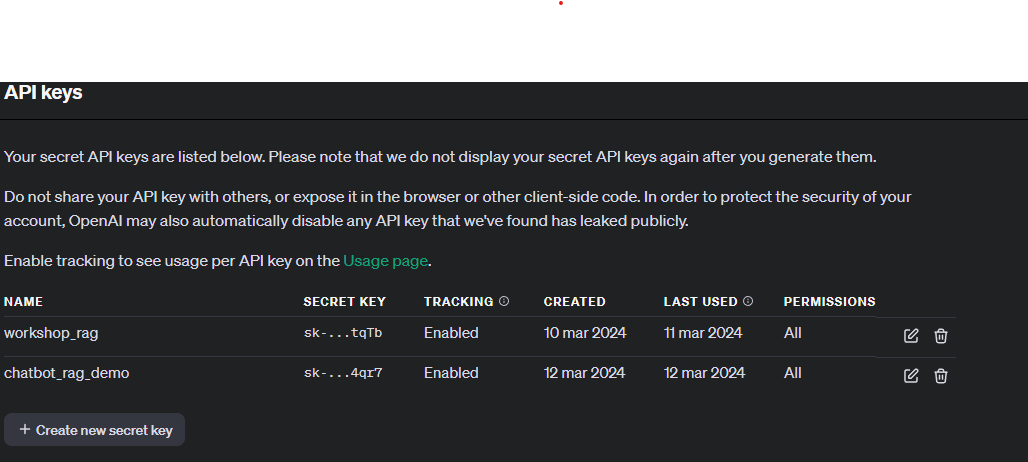 API keys
Your secret API keys are listed below. Please note that we do not display your secret API keys again after you generate them.
Do not share your API key with others, or expose it in the browser or other client-side code. In order to protect the security of your
account, OpenAI may also automatically disable any API key that we've found has leaked publicly.
Enable tracking to see usage per API key on the Usage page.
NAME SECRET KEY TRACKING CREATED LAST USED PERMISSIONS
workshop_rag sk-...tqTb Enabled 10 mar 2024 11 mar 2024 All
chatbot_rag_demo sk-...4qr7 Enabled 12 mar 2024 12 mar 2024 All
+ Create new secret key